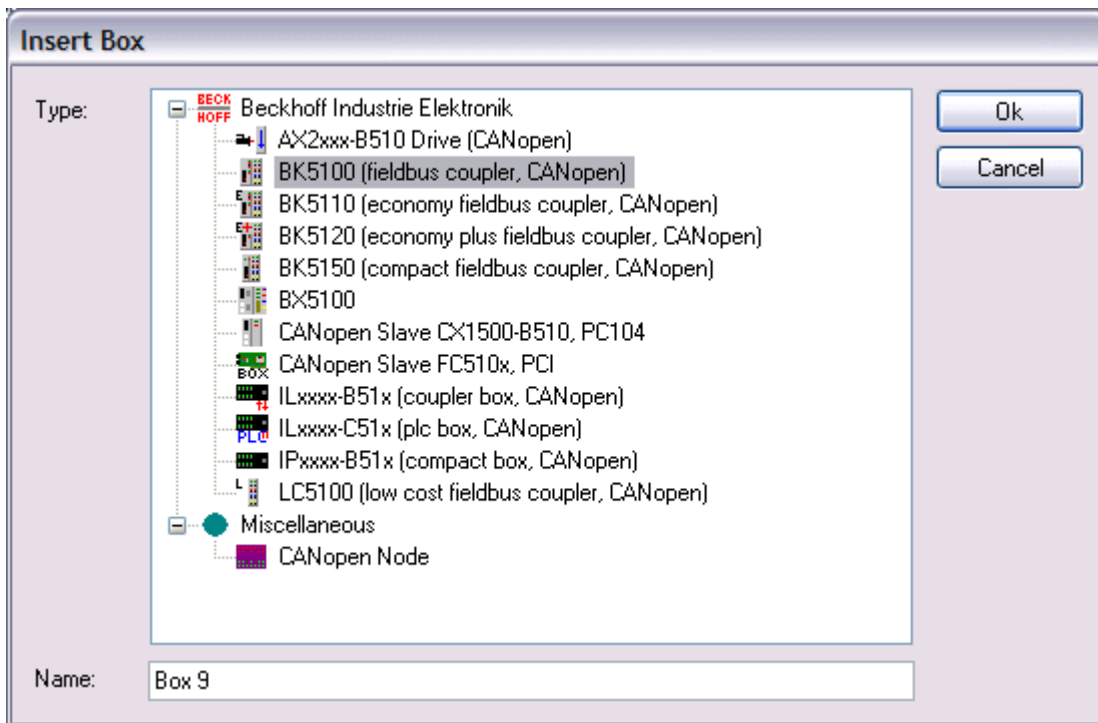 Insert Box
Type:
BECK
HOFF
Beckhoff Industrie Elektronik
Ok
AX2xxx-B510 Drive (CANopen)
BK5100 (fieldbus coupler, CANopen)
Cancel
E
BK5110 (economy fieldbus coupler, CANopen)
E+
BK5120 (economy plus fieldbus coupler, CANopen)
BK5150 (compact fieldbus coupler, CANopen)
BX5100
CANopen Slave CX1500-B510, PC104
BOX
CANopen Slave FC510x, PCI
ILxxxx-B51x (coupler box, CANopen)
PLC
ILxxxx-C51x (plc box, CANopen)
IPxxxx-B51x (compact box, CANopen)
L
LC5100 (low cost fieldbus coupler, CANopen)
Miscellaneous
CANopen Node
Name:
Box 9